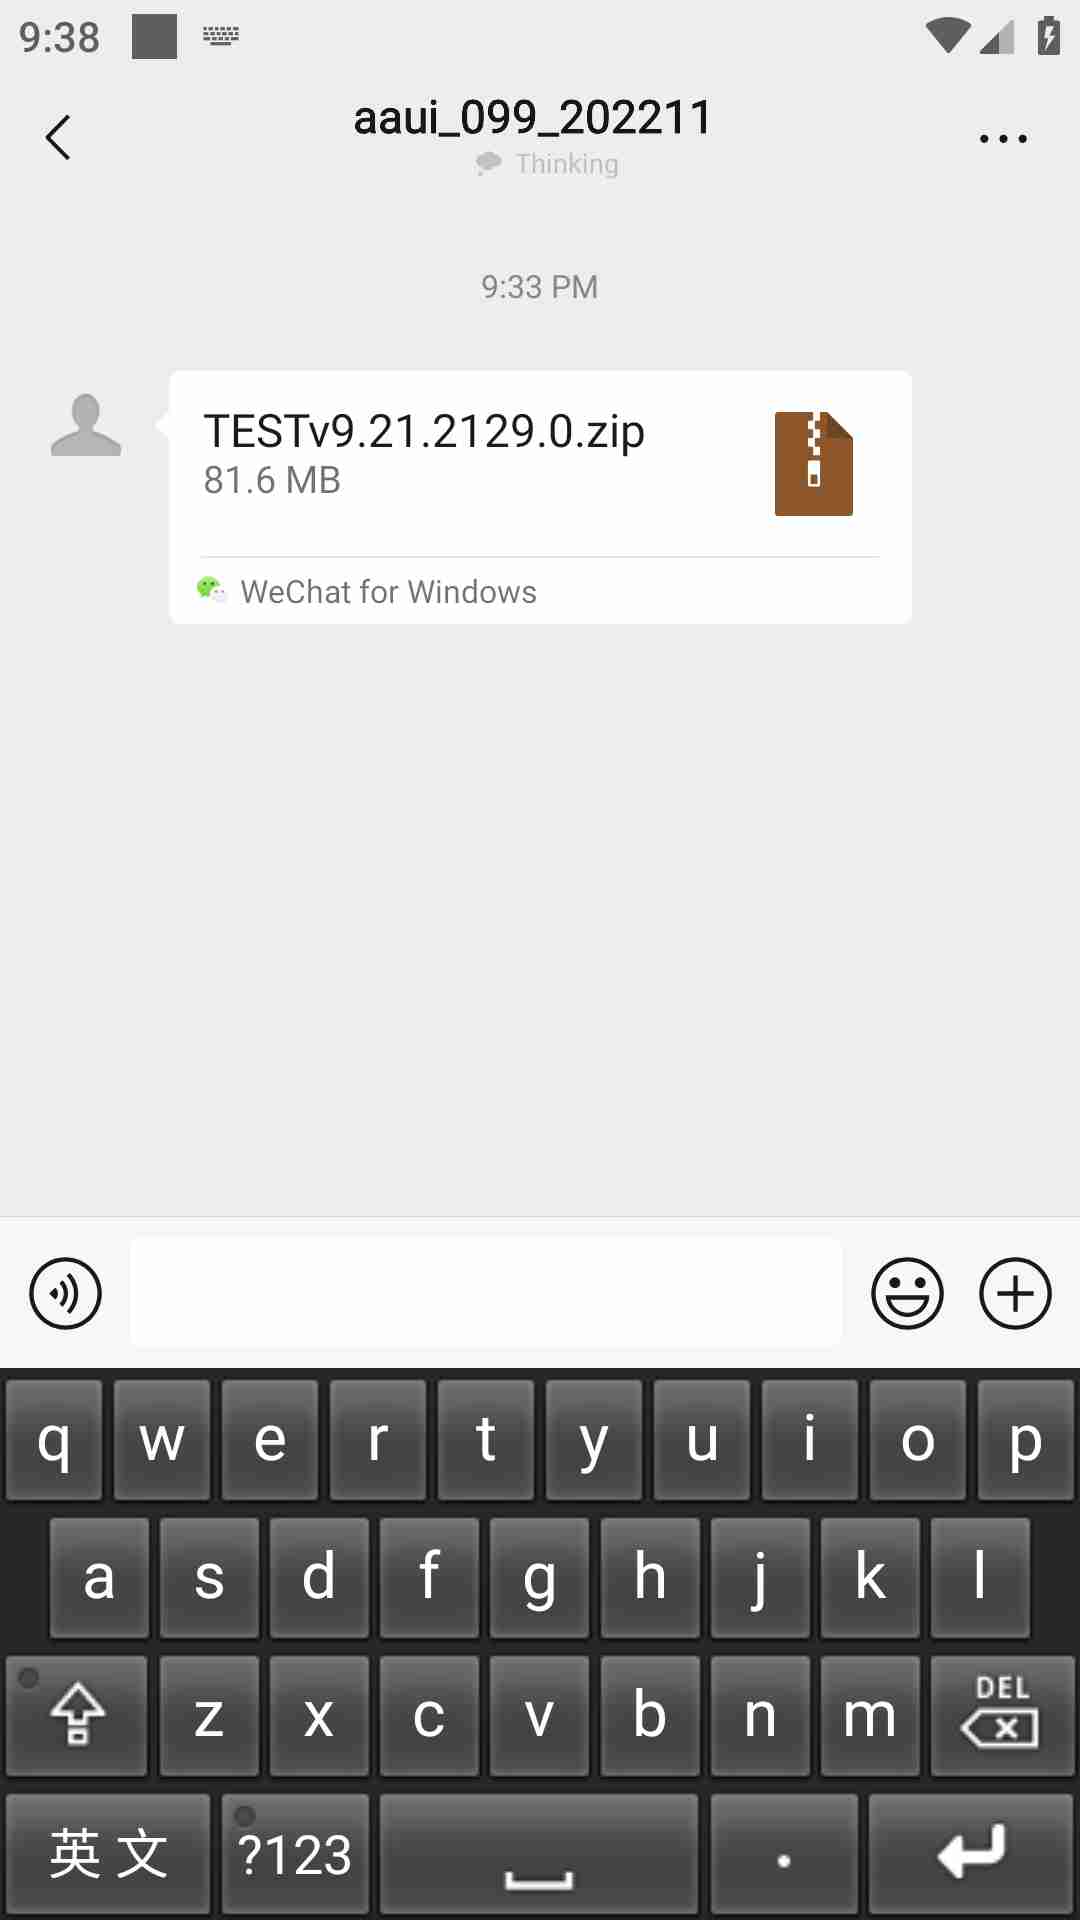 9:38
aaui_099_202211
Thinking
9:33 PM
TESTv9.21.2129.0.zip
81.6 MB
WeChat for Windows
q w e r t y u i o p
a s d f g h j k l
DEL
z x c v b n m
英文 ?123 .